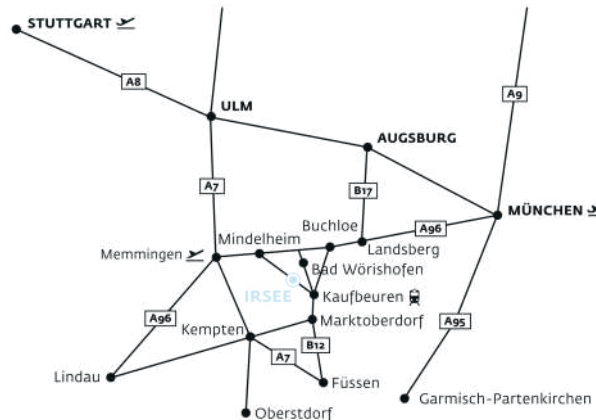 STUTTGART
A8
A9
ULM
AUGSBURG
A7
B17
MÜNCHEN
Buchloe
A96
Mindelheim
Landsberg
Memmingen
Bad Wörishofen
IRSEE
Kaufbeuren
A96
Marktoberdorf
A95
Kempten
B12
A7
Lindau
Füssen
Garmisch-Partenkirchen
Oberstdorf